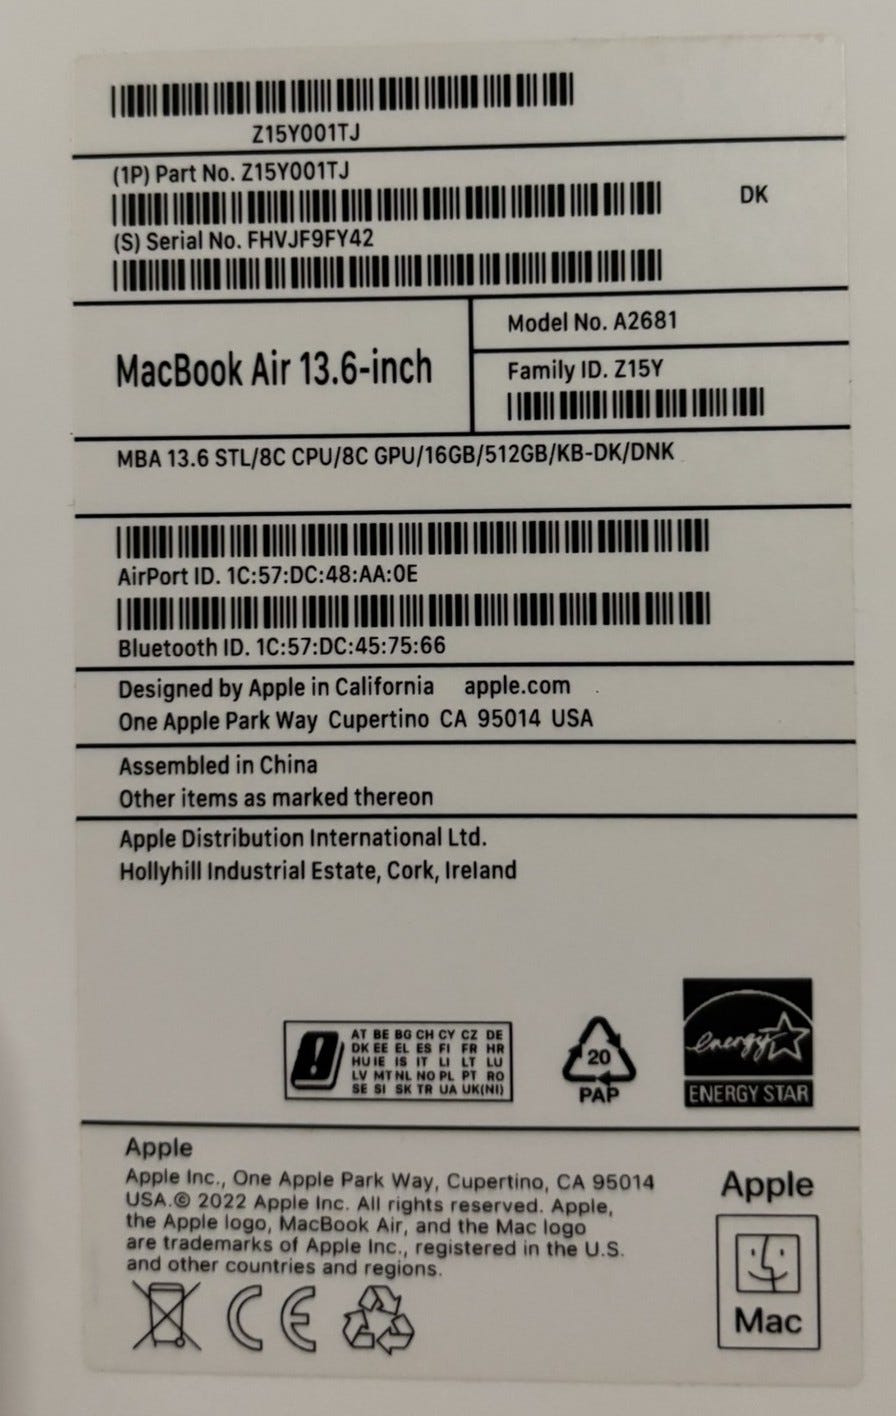 Z15Y001TJ
(1P) Part No. Z15Y001TJ
DK
(S) Serial No. FHVJF9FY42
MacBook Air 13.6-inch
Model No. A2681
Family ID. Z15Y
MBA 13.6 STL/8C CPU/8C GPU/16GB/512GB/KB-DK/DNK
AirPort ID. 1C:57:DC:48:AA:0E
Bluetooth ID. 1C:57:DC:45:75:66
Designed by Apple in California apple.com
One Apple Park Way Cupertino CA 95014 USA
Assembled in China
Other items as marked thereon
Apple Distribution International Ltd.
Hollyhill Industrial Estate, Cork, Ireland
AT BE BG CH CY CZ DE
DK EE EL ES FI FR HR
HU IE IS IT LI LT LU
LV MT NL NO PL PT RO
SE SI SK TR UA UK(NI)
20
PAP
energy
ENERGY STAR
Apple
Apple Inc., One Apple Park Way, Cupertino, CA 95014
USA.© 2022 Apple Inc. All rights reserved. Apple,
the Apple logo, MacBook Air, and the Mac logo
are trademarks of Apple Inc., registered in the U.S.
and other countries and regions.
CE
Apple
Mac